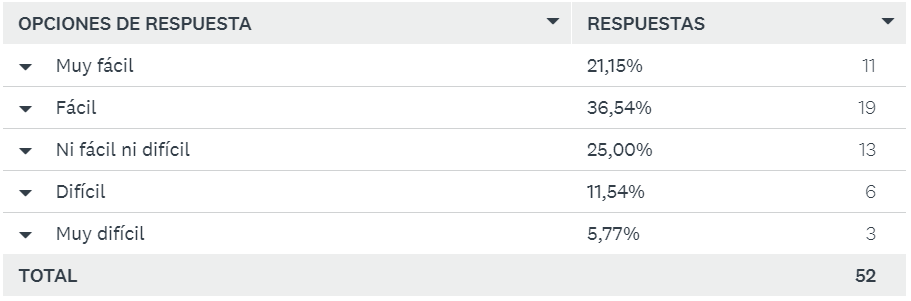 OPCIONES DE RESPUESTA RESPUESTAS
Muy fácil 21,15% 11
Fácil 36,54% 19
Ni fácil ni difícil 25,00% 13
Difícil 11,54% 6
Muy difícil 5,77% 3
TOTAL 52